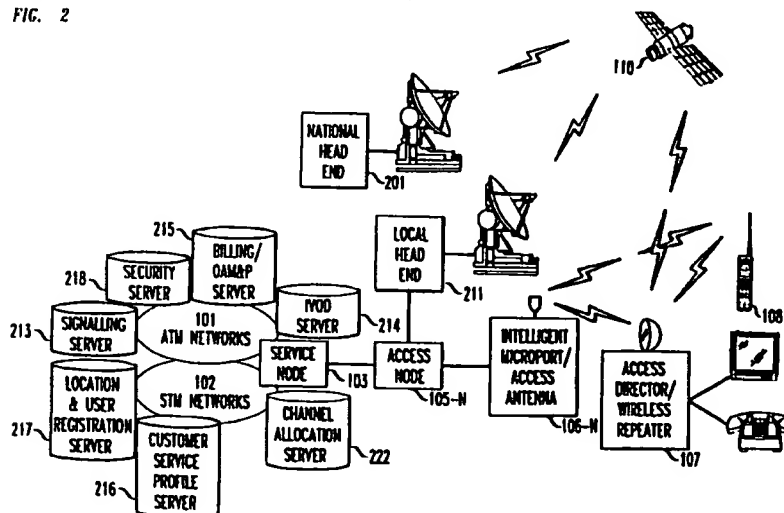 FIG. 2
110
NATIONAL
HEAD
END
201
215
BILLING/
OAM&P
SERVER
218
SECURITY
SERVER
LOCAL
HEAD
END
211
213
SIGNALLING
SERVER
101
ATM NETWORKS
IVOD
SERVER
214
108
102
STM NETWORKS
SERVICE
NODE
103
ACCESS
NODE
105-N
INTELLIGENT
MICROPORT/
ACCESS
ANTENNA
106-N
ACCESS
DIRECTOR/
WIRELESS
REPEATER
107
LOCATION
& USER
REGISTRATION
SERVER
217
CUSTOMER
SERVICE
PROFILE
SERVER
216
CHANNEL
ALLOCATION
SERVER
222